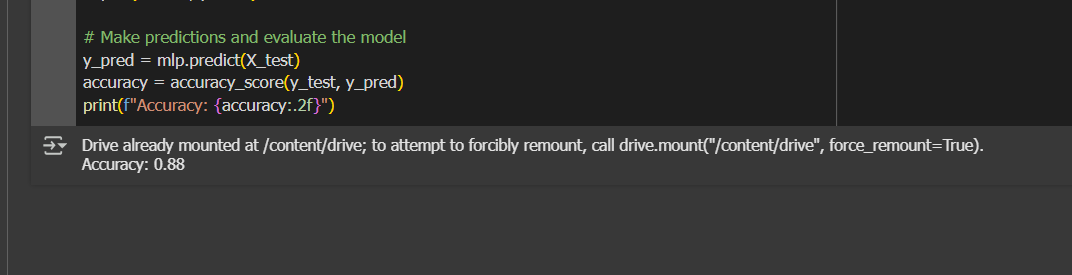 # Make predictions and evaluate the model
y_pred = mlp.predict(X_test)
accuracy = accuracy_score(y_test, y_pred)
print(f"Accuracy: {accuracy:.2f}")
Drive already mounted at /content/drive; to attempt to forcibly remount, call drive.mount("/content/drive", force_remount=True).
Accuracy: 0.88